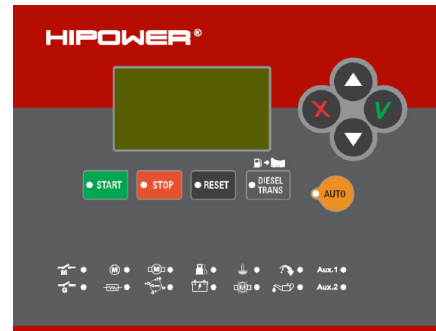 HIPOWER®
X
V
START
STOP
RESET
DIESEL
TRANS
AUTO
M
M
M
Aux.1
G
M
Aux.2